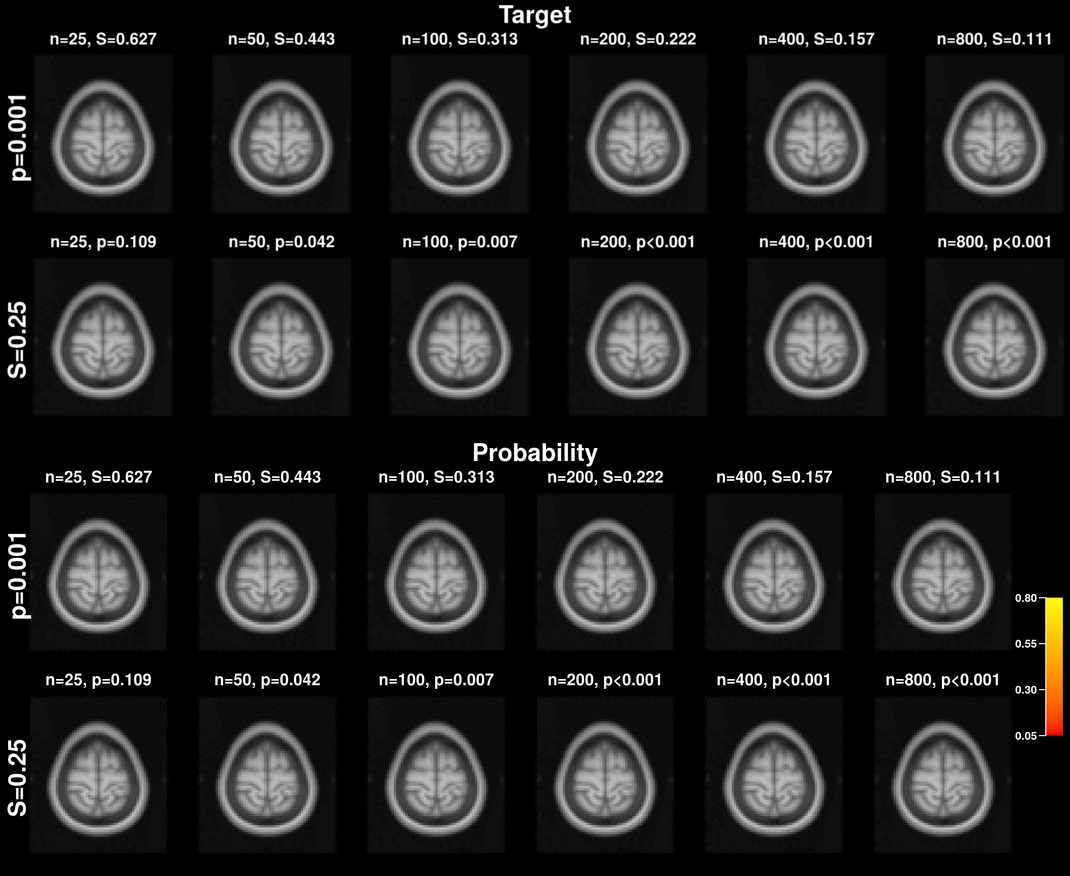 Target
n=25, S=0.627 n=50, S=0.443 n=100, S=0.313 n=200, S=0.222 n=400, S=0.157 n=800, S=0.111
p=0.001
n=25, p=0.109 n=50, p=0.042 n=100, p=0.007 n=200, p<0.001 n=400, p<0.001 n=800, p<0.001
S=0.25
Probability
n=25, S=0.627 n=50, S=0.443 n=100, S=0.313 n=200, S=0.222 n=400, S=0.157 n=800, S=0.111
p=0.001
0.80
0.55
n=25, p=0.109 n=50, p=0.042 n=100, p=0.007 n=200, p<0.001 n=400, p<0.001 n=800, p<0.001
0.30
0.05
S=0.25